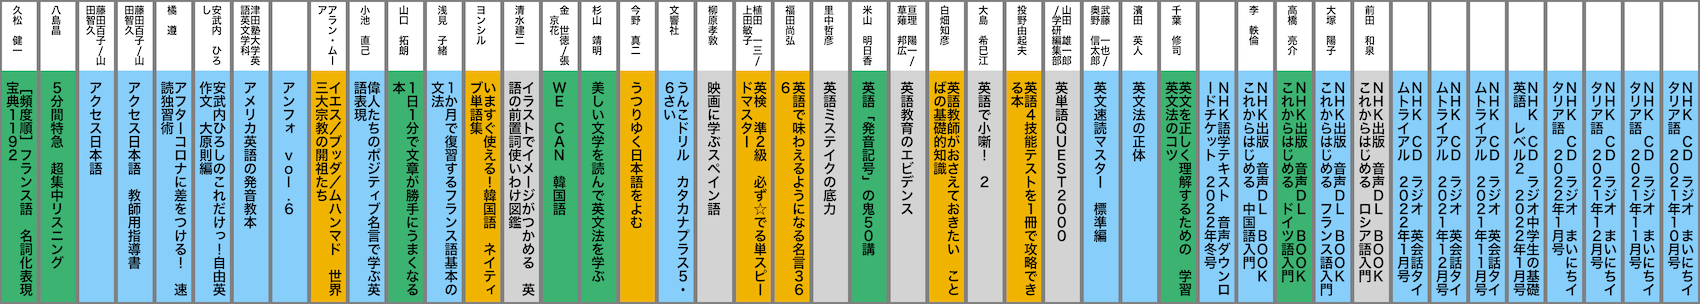 NHK CD ラジオ まいにちイ
タリア語 2021年10月号
NHK CD ラジオ まいにちイ
タリア語 2021年11月号
NHK CD ラジオ まいにちイ
タリア語 2021年12月号
NHK CD ラジオ まいにちイ
タリア語 2022年1月号
NHK CD ラジオ中学生の基礎
英語 レベル2 2022年1月号
NHK CD ラジオ 英会話タイ
ムトライアル 2021年11月号
NHK CD ラジオ 英会話タイ
ムトライアル 2021年12月号
NHK CD ラジオ 英会話タイ
ムトライアル 2022年1月号
前田 和泉
NHK出版 音声DL BOOK
これからはじめる ロシア語入門
大塚 陽子
NHK出版 音声DL BOOK
これからはじめる フランス語入門
高橋 亮介
NHK出版 音声DL BOOK
これからはじめる ドイツ語入門
李 軼倫
NHK出版 音声DL BOOK
これからはじめる 中国語入門
NHK語学テキスト 音声ダウンロ
ードチケット 2022年冬号
千葉 修司
英文を正しく理解するための 学習
英文法のコツ
濱田 英人
英文法の正体
武藤 一也/
奥野 信太郎
英文速読マスター 標準編
山田 雄一郎
/学研編集部
英単語QUEST2000
投野由起夫
英語4技能テストを1冊で攻略でき
る本
大島 希巳江
英語で小噺! 2
白畑知彦
英語教師がおさえておきたい こと
ばの基礎的知識
亘理 陽一/
草薙 邦広
英語教育のエビデンス
米山 明日香
英語「発音記号」の鬼50講
里中哲彦
英語ミステイクの底力
福田尚弘
英語で味わえるようになる名言36
6
植田 一三/
上田敏子
英検 準2級 必ず☆でる単スピー
ドマスター
柳原孝敦
映画に学ぶスペイン語
文響社
うんこドリル カタカナプラス5・
6さい
今野 真二
うつりゆく日本語をよむ
杉山 靖明
美しい文学を読んで英文法を学ぶ
金 世徳/張
京花
WE CAN 韓国語
清水建二
イラストでイメージがつかめる 英
語の前置詞使いわけ図鑑
ヨンシル
いますぐ使える!韓国語 ネイティ
ブ単語集
浅見 子緒
1か月で復習するフランス語基本の
文法
山口 拓朗
1日1分で文章が勝手にうまくなる
本
小池 直己
偉人たちのポジティブ名言で学ぶ英
語表現
アラン・ムー
ア
イエス/ブッダ/ムハンマド 世界
三大宗教の開祖たち
アンフォ vol.6
津田塾大学英
語英文学科
アメリカ英語の発音教本
安武内 ひろ
し
安武内ひろしのこれだけっ!自由英
作文 大原則編
橘 遵
アフターコロナに差をつける! 速
読独習術
藤田百子/山
田智久
アクセス日本語 教師用指導書
藤田百子/山
田智久
アクセス日本語
八島晶
5分間特急 超集中リスニング
久松 健一
[頻度順]フランス語 名詞化表現
宝典1192